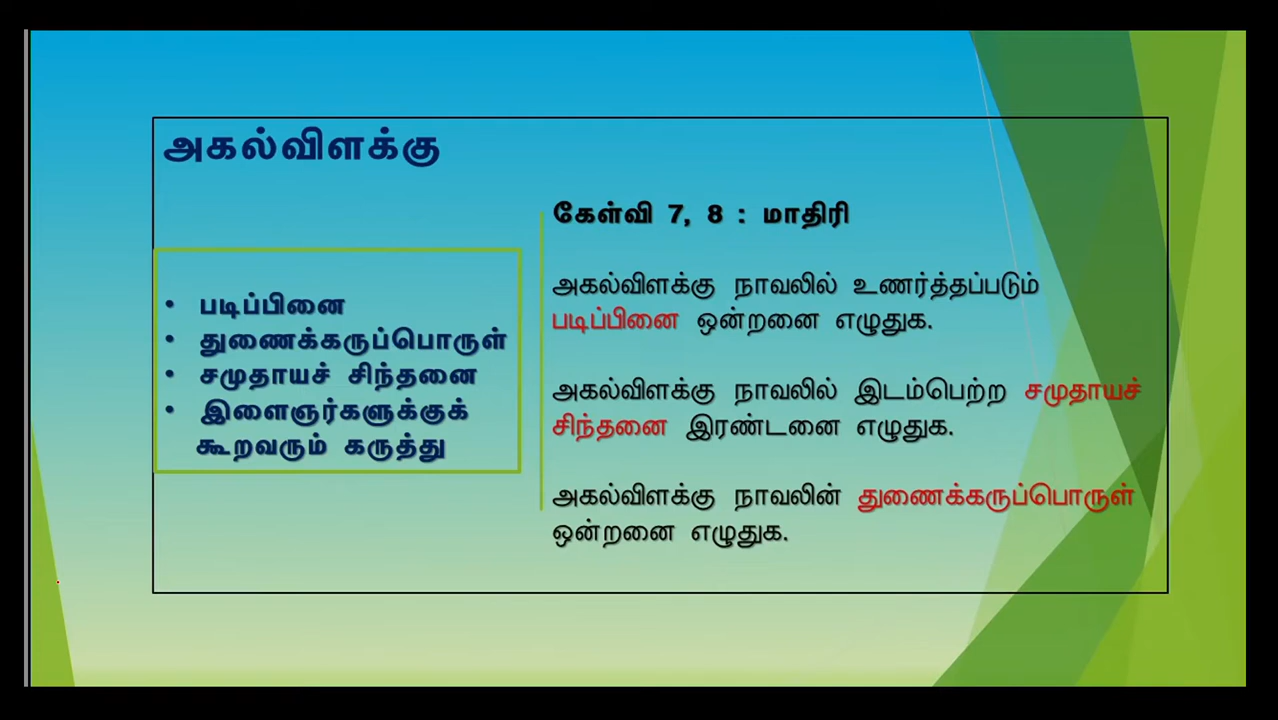 அகல்விளக்கு
• படிப்பினை
• துணைக்கருப்பொருள்
• சமுதாயச் சிந்தனை
• இளைஞர்களுக்குக்
கூறவரும் கருத்து
கேள்வி 7, 8 : மாதிரி
அகல்விளக்கு நாவலில் உணர்த்தப்படும்
படிப்பினை ஒன்றனை எழுதுக.
அகல்விளக்கு நாவலில் இடம்பெற்ற சமுதாயச்
சிந்தனை இரண்டனை எழுதுக.
அகல்விளக்கு நாவலின் துணைக்கருப்பொருள்
ஒன்றனை எழுதுக.